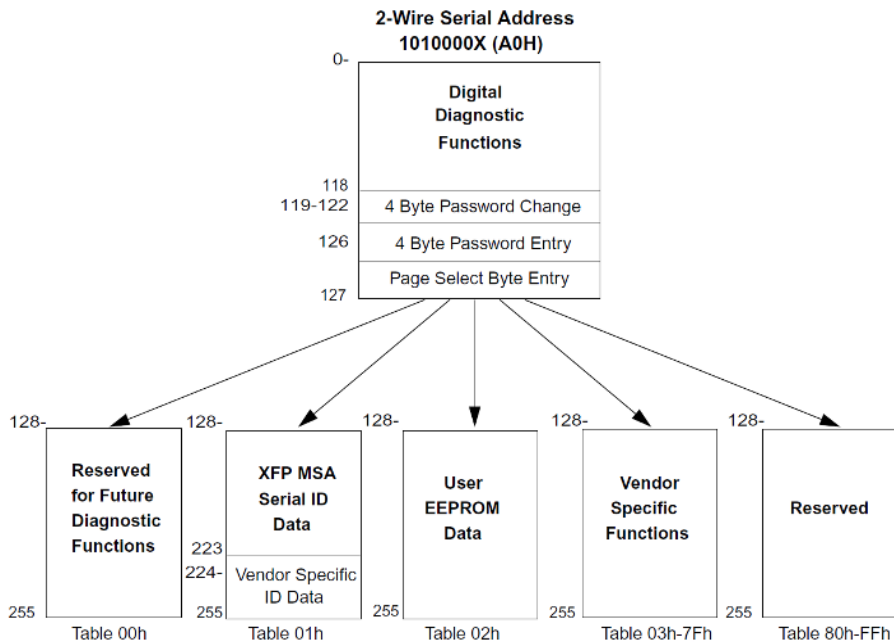 2-Wire Serial Address
1010000X (A0H)
0-
Digital
Diagnostic
Functions
118
119-122
4 Byte Password Change
126
4 Byte Password Entry
Page Select Byte Entry
127
128-
Reserved
for Future
Diagnostic
Functions
255
Table 00h
128-
XFP MSA
Serial ID
Data
223
224-
Vendor Specific
ID Data
255
Table 01h
128-
User
EEPROM
Data
255
Table 02h
128-
Vendor
Specific
Functions
255
Table 03h-7Fh
128-
Reserved
255
Table 80h-FFh